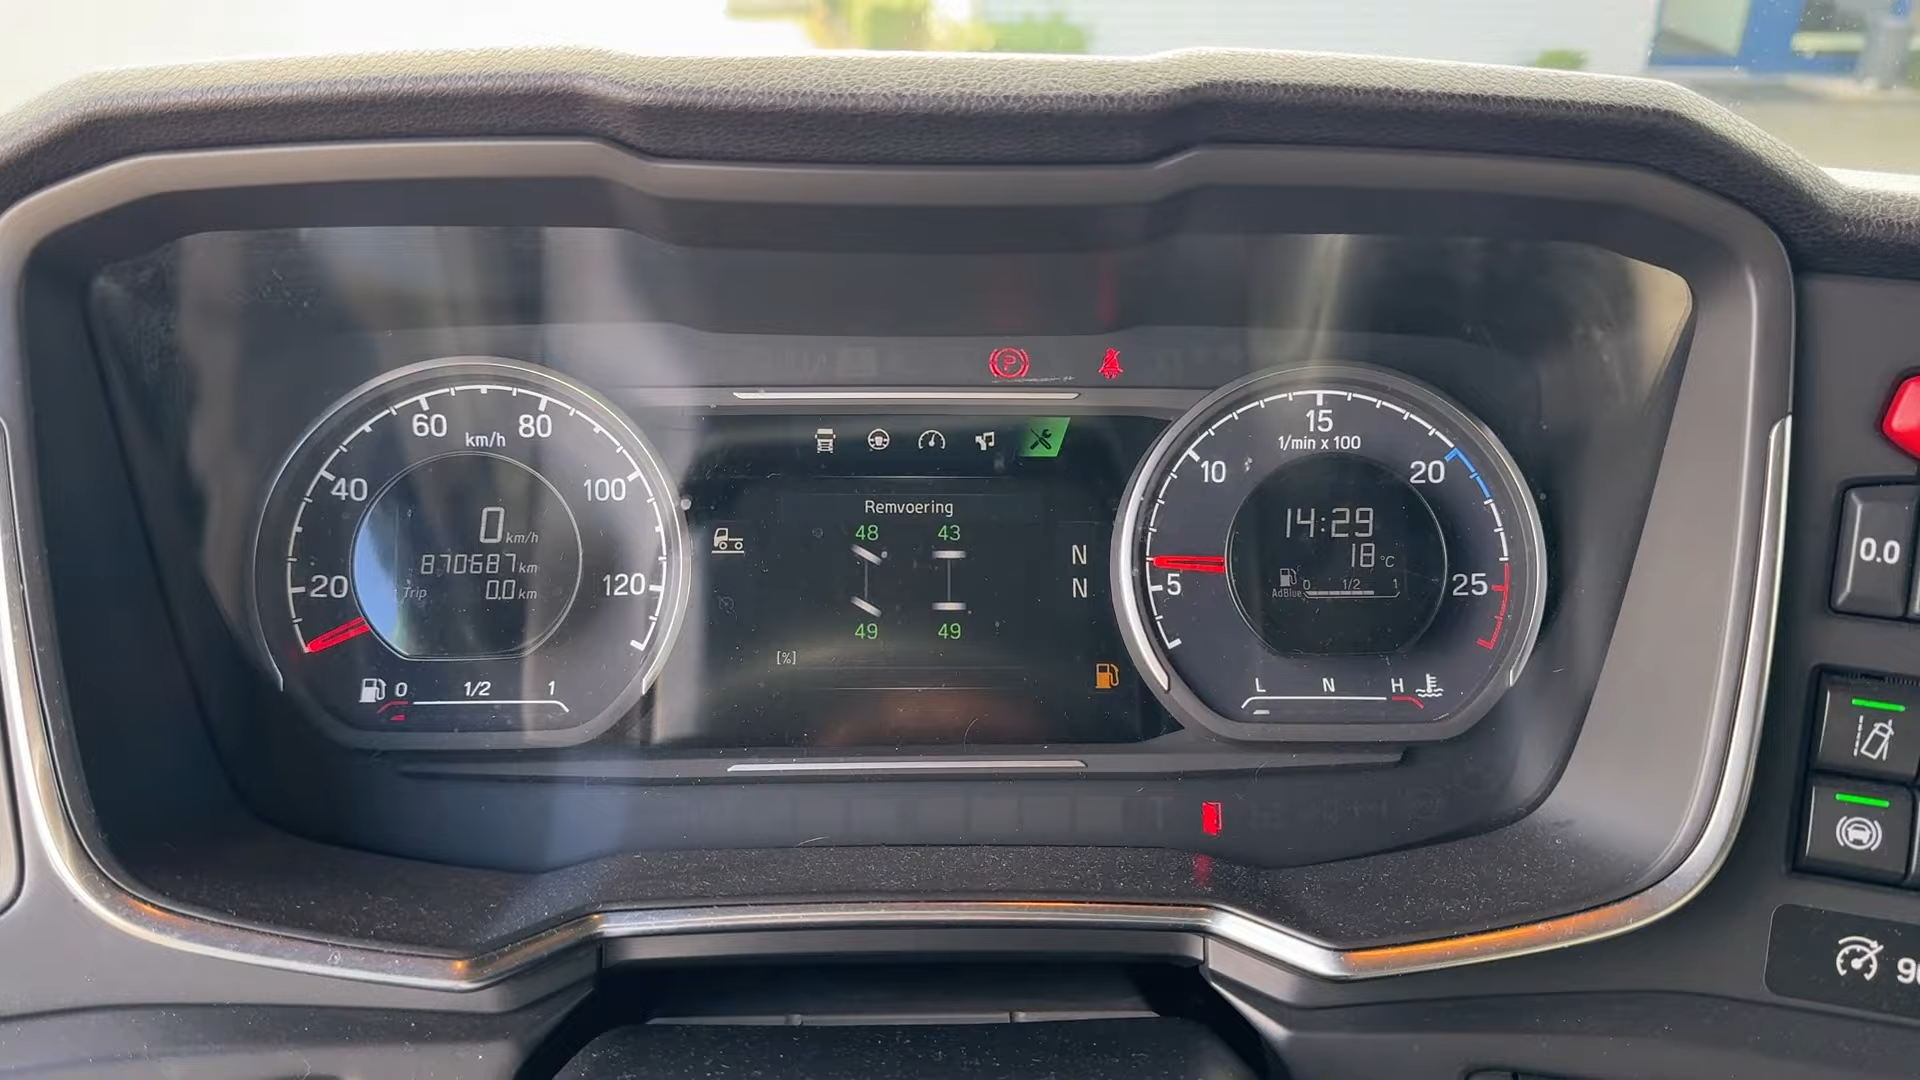 60
80
km/h
40
100
20
120
0 km/h
870687 km
Trip 0.0 km
0 1/2 1
P
Remvoering
48 43
49 49
[%]
N
N
15
1/min x 100
10
20
5
25
14:29
18 °C
0 1/2 1
AdBlue
L N H
0.0
90